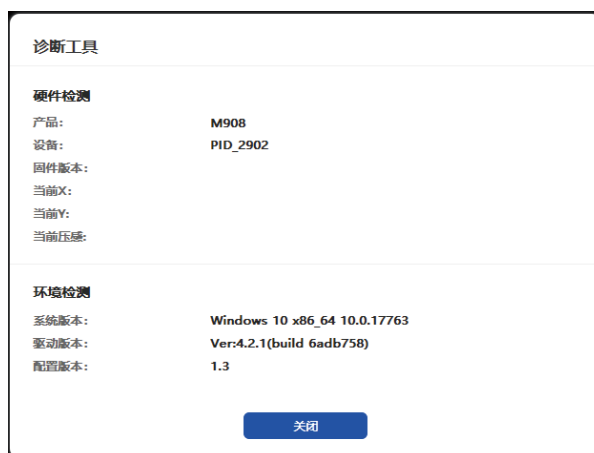 诊断工具
硬件检测
产品： M908
设备： PID_2902
固件版本：
当前X：
当前Y:
当前压感:
环境检测
系统版本： Windows 10 x86_64 10.0.17763
驱动版本： Ver:4.2.1(build 6adb758)
配置版本： 1.3
关闭